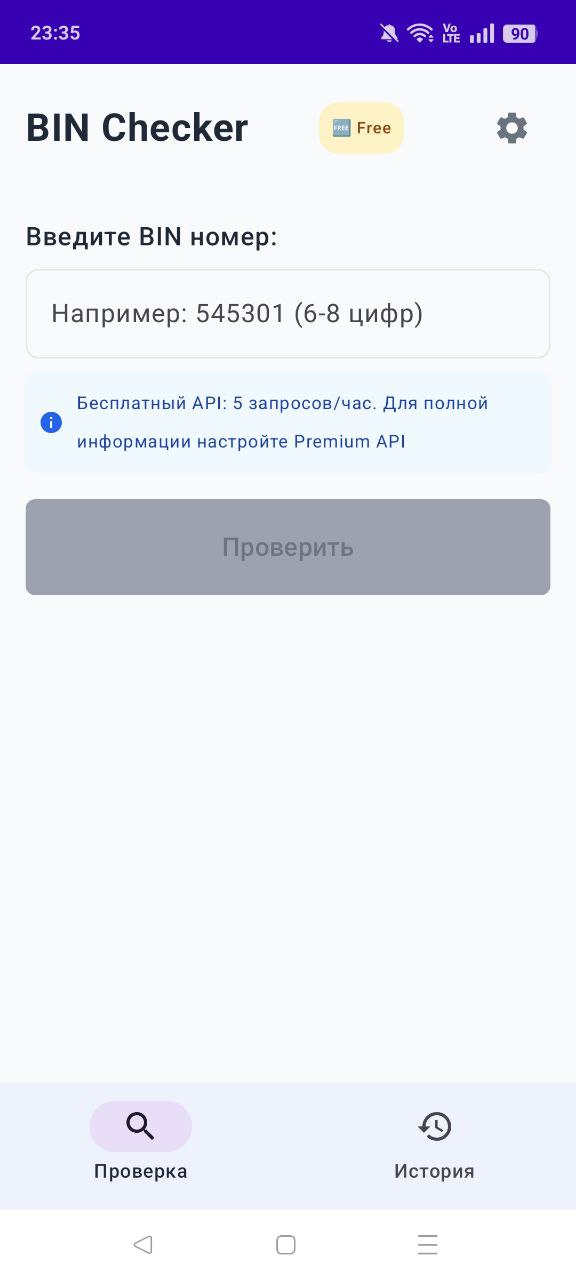 23:35
Vo
LTE
90
BIN Checker
FREE Free
Введите BIN номер:
Например: 545301 (6-8 цифр)
Бесплатный API: 5 запросов/час. Для полной
информации настройте Premium API
Проверить
Проверка
История